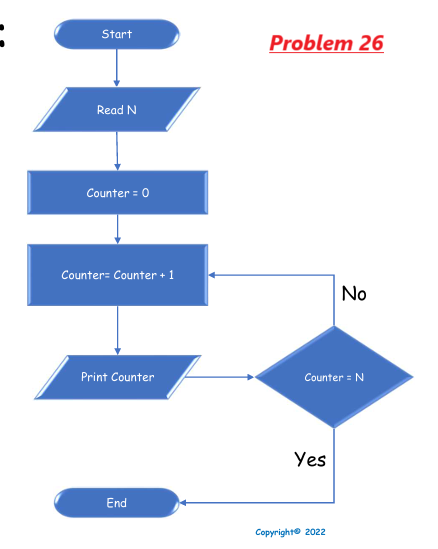 :
Start
Problem 26
Read N
Counter = 0
Counter= Counter + 1
No
Print Counter
Counter = N
Yes
End
Copyright® 2022